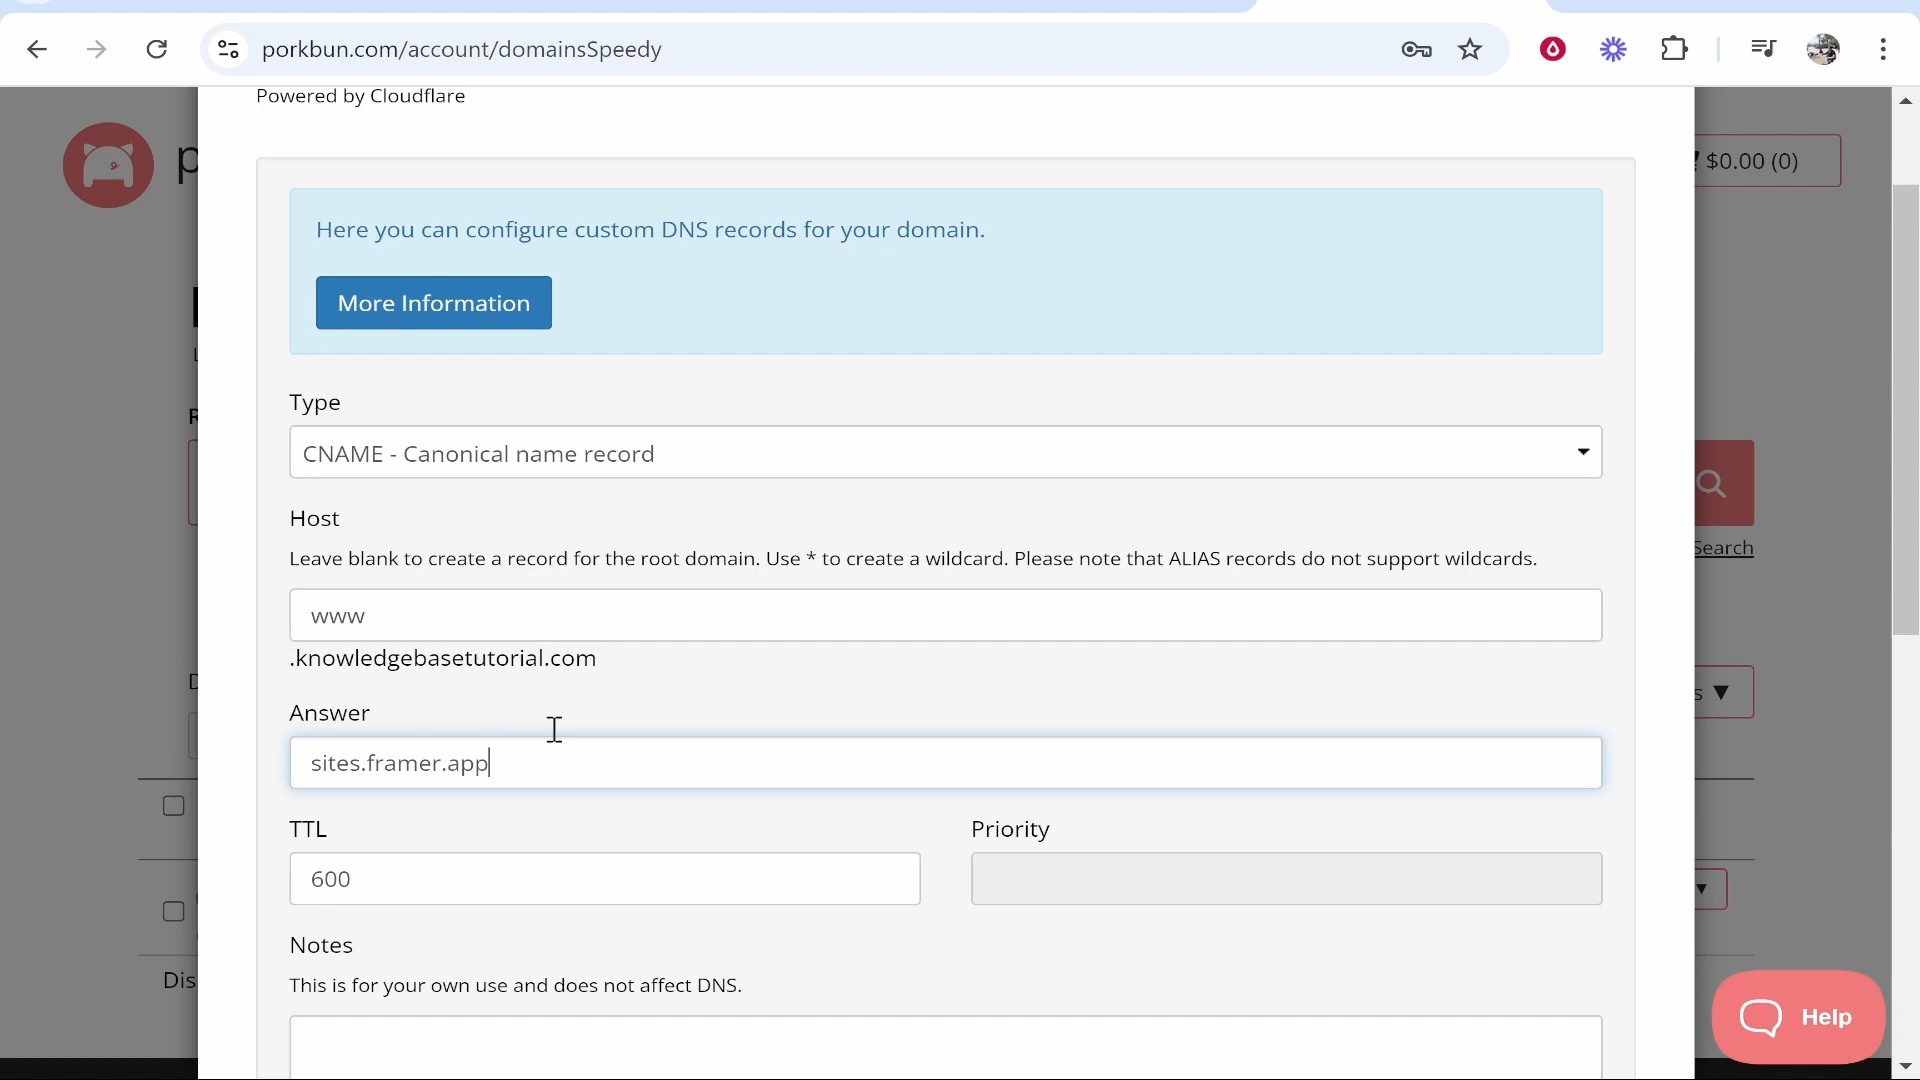 porkbun.com/account/domainsSpeedy
Powered by Cloudflare
$0.00 (0)
Here you can configure custom DNS records for your domain.
More Information
Type
CNAME - Canonical name record
Host
Leave blank to create a record for the root domain. Use * to create a wildcard. Please note that ALIAS records do not support wildcards.
Search
www
.knowledgebasetutorial.com
Answer
sites.framer.app
TTL
Priority
600
Notes
Dis
This is for your own use and does not affect DNS.
Help